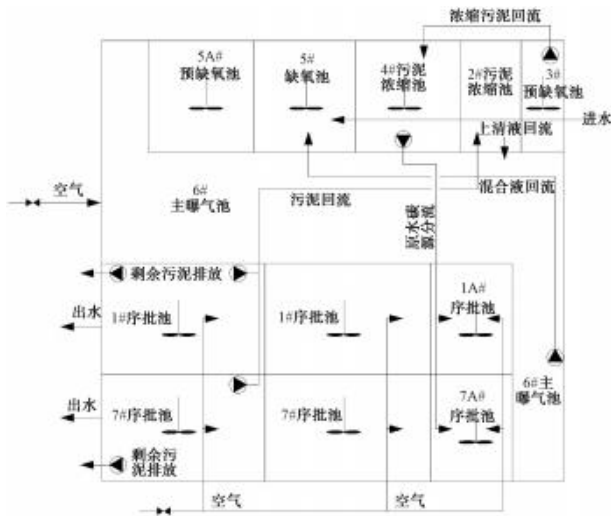 浓缩污泥回流
5A#
预缺氧池
5#
缺氧池
4#污泥
浓缩池
2#污泥
浓缩池
3#
预缺氧池
进水
上清液回流
空气
6#
主曝气池
污泥回流
原水碳
源分流
混合液回流
剩余污泥排放
出水
1#序批池
1#序批池
1A#
序批池
6#主
曝气池
出水
7#序批池
7#序批池
7A#
序批池
剩余污
泥排放
空气
空气